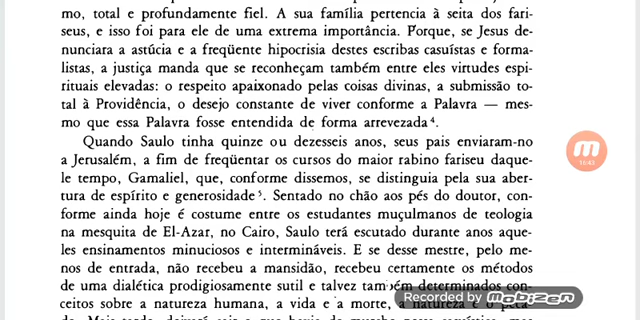 mo, total e profundamente fiel. A sua família pertencia à seita dos fari-
seus, e isso foi para ele de uma extrema importância. Porque, se Jesus de-
nunciara a astúcia e a freqüente hipocrisia destes escribas casuístas e forma-
listas, a justiça manda que se reconheçam também entre eles virtudes espi-
rituais elevadas: o respeito apaixonado pelas coisas divinas, a submissão to-
tal à Providência, o desejo constante de viver conforme a Palavra — mes-
mo que essa Palavra fosse entendida de forma arrevezada⁴.
Quando Saulo tinha quinze ou dezesseis anos, seus pais enviaram-no
a Jerusalém, a fim de freqüentar os cursos do maior rabino fariseu daque-
le tempo, Gamaliel, que, conforme dissemos, se distinguia pela sua aber-
tura de espírito e generosidade⁵. Sentado no chão aos pés do doutor, con-
forme ainda hoje é costume entre os estudantes muçulmanos de teologia
na mesquita de El-Azar, no Cairo, Saulo terá escutado durante anos aque-
les ensinamentos minuciosos e intermináveis. E se desse mestre, pelo me-
nos de entrada, não recebeu a mansidão, recebeu certamente os métodos
de uma dialética prodigiosamente sutil e talvez também determinados con-
ceitos sobre a natureza humana, a vida e a morte, a natureza e o peca-
16:43
Recorded by mobizen